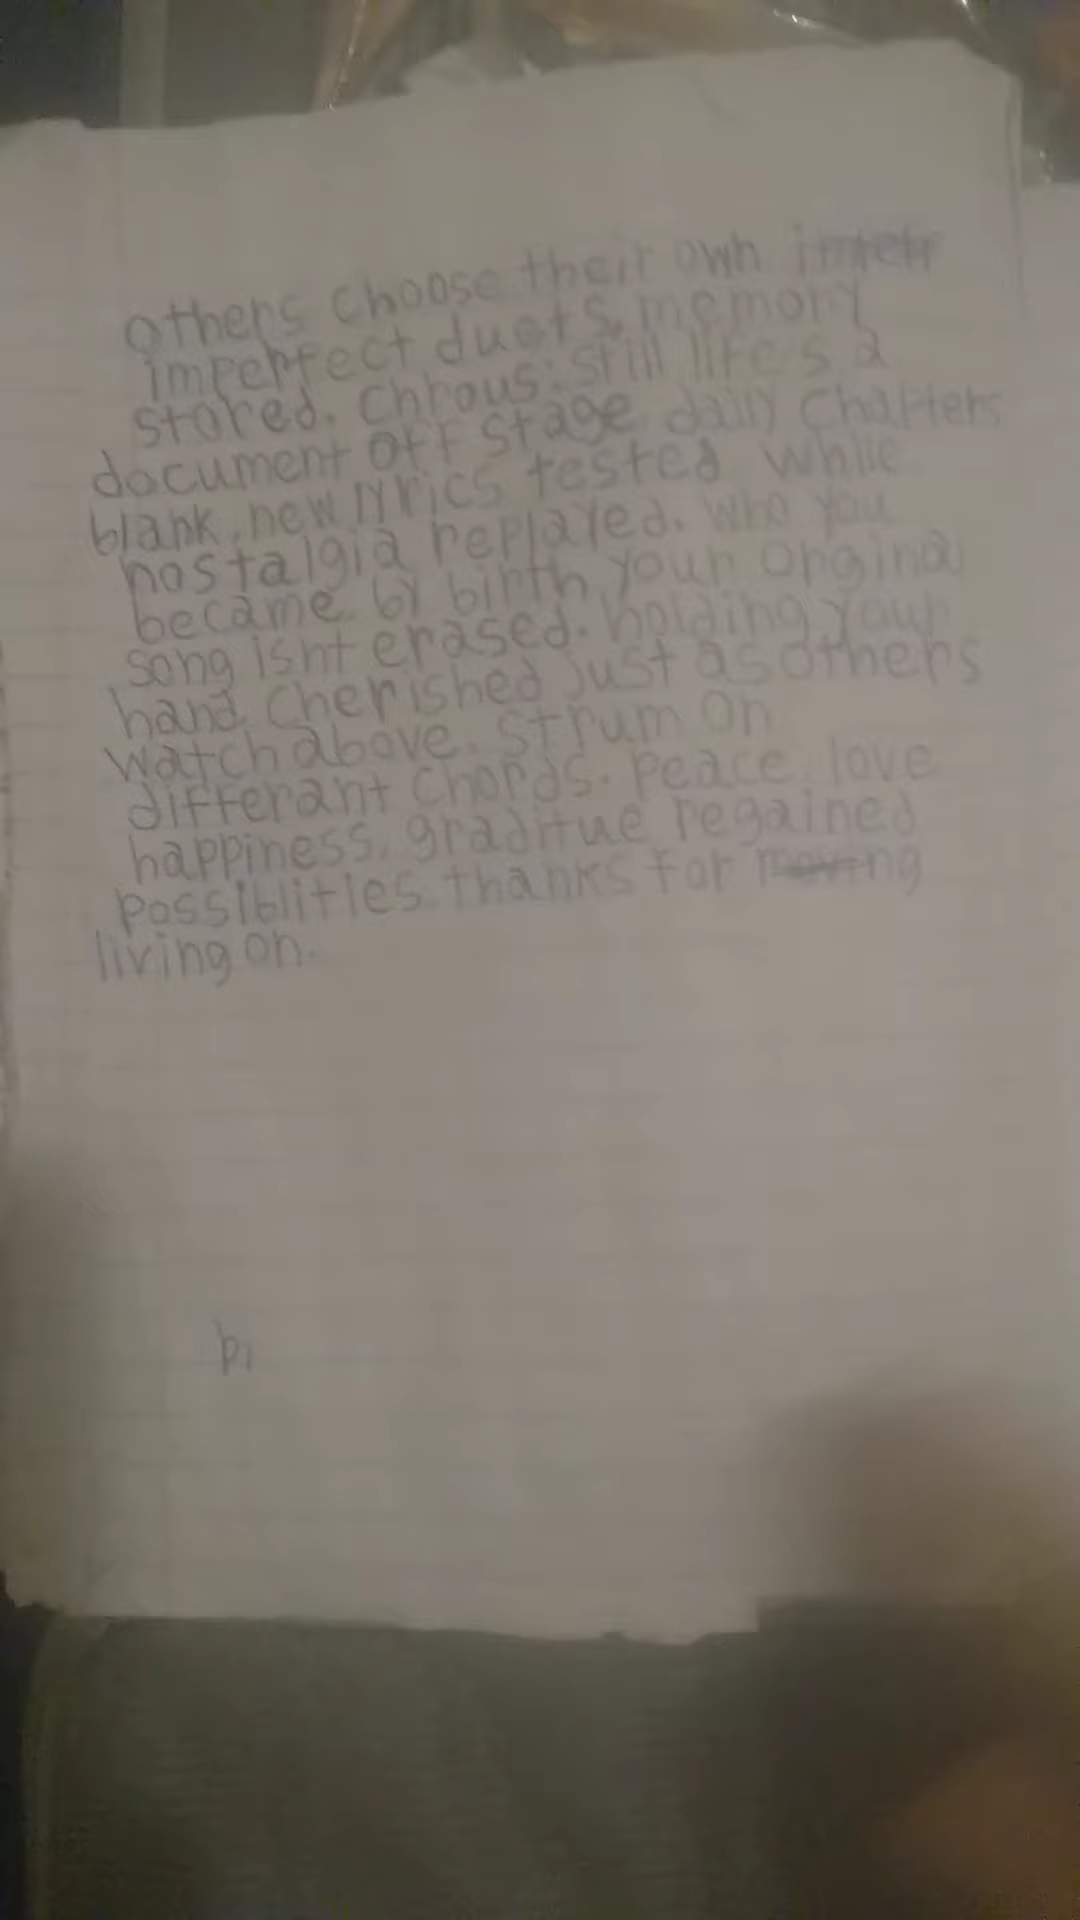 others choose their own
imperfect duets, memory
stored. Chrous: still life's a
document off stage daily Chapters
blank, new lyrics tested while
nostalgia replayed. who you
became by birth your orginal
song isnt erased. holding your
hand Cherished just as others
watch above. strum on
differant Chords. Peace, love
happiness, graditue regained
possiblities. thanks for
living on.